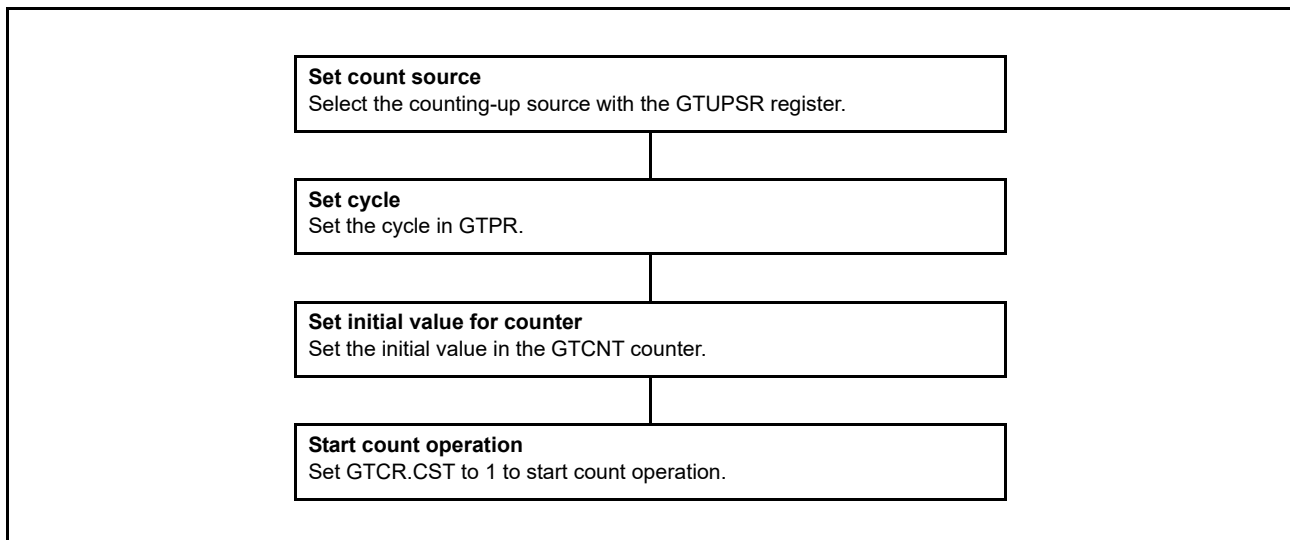 Set count source
Select the counting-up source with the GTUPSR register.
Set cycle
Set the cycle in GTPR.
Set initial value for counter
Set the initial value in the GTCNT counter.
Start count operation
Set GTCR.CST to 1 to start count operation.